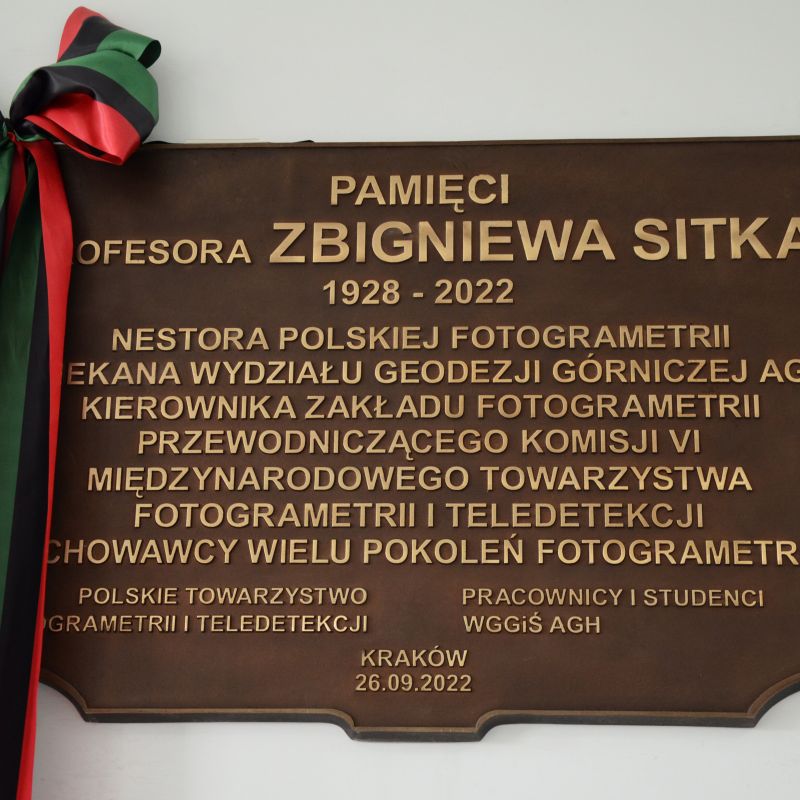 PAMIĘCI
OFESORA ZBIGNIEWA SITKA
1928 - 2022
NESTORA POLSKIEJ FOTOGRAMETRII
EKANA WYDZIAŁU GEODEZJI GÓRNICZEJ AG
KIEROWNIKA ZAKŁADU FOTOGRAMETRII
PRZEWODNICZĄCEGO KOMISJI VI
MIĘDZYNARODOWEGO TOWARZYSTWA
FOTOGRAMETRII I TELEDETEKCJI
CHOWAWCY WIELU POKOLEŃ FOTOGRAMETR
POLSKIE TOWARZYSTWO
OGRAMETRII I TELEDETEKCJI
PRACOWNICY I STUDENCI
WGGiŚ AGH
KRAKÓW
26.09.2022